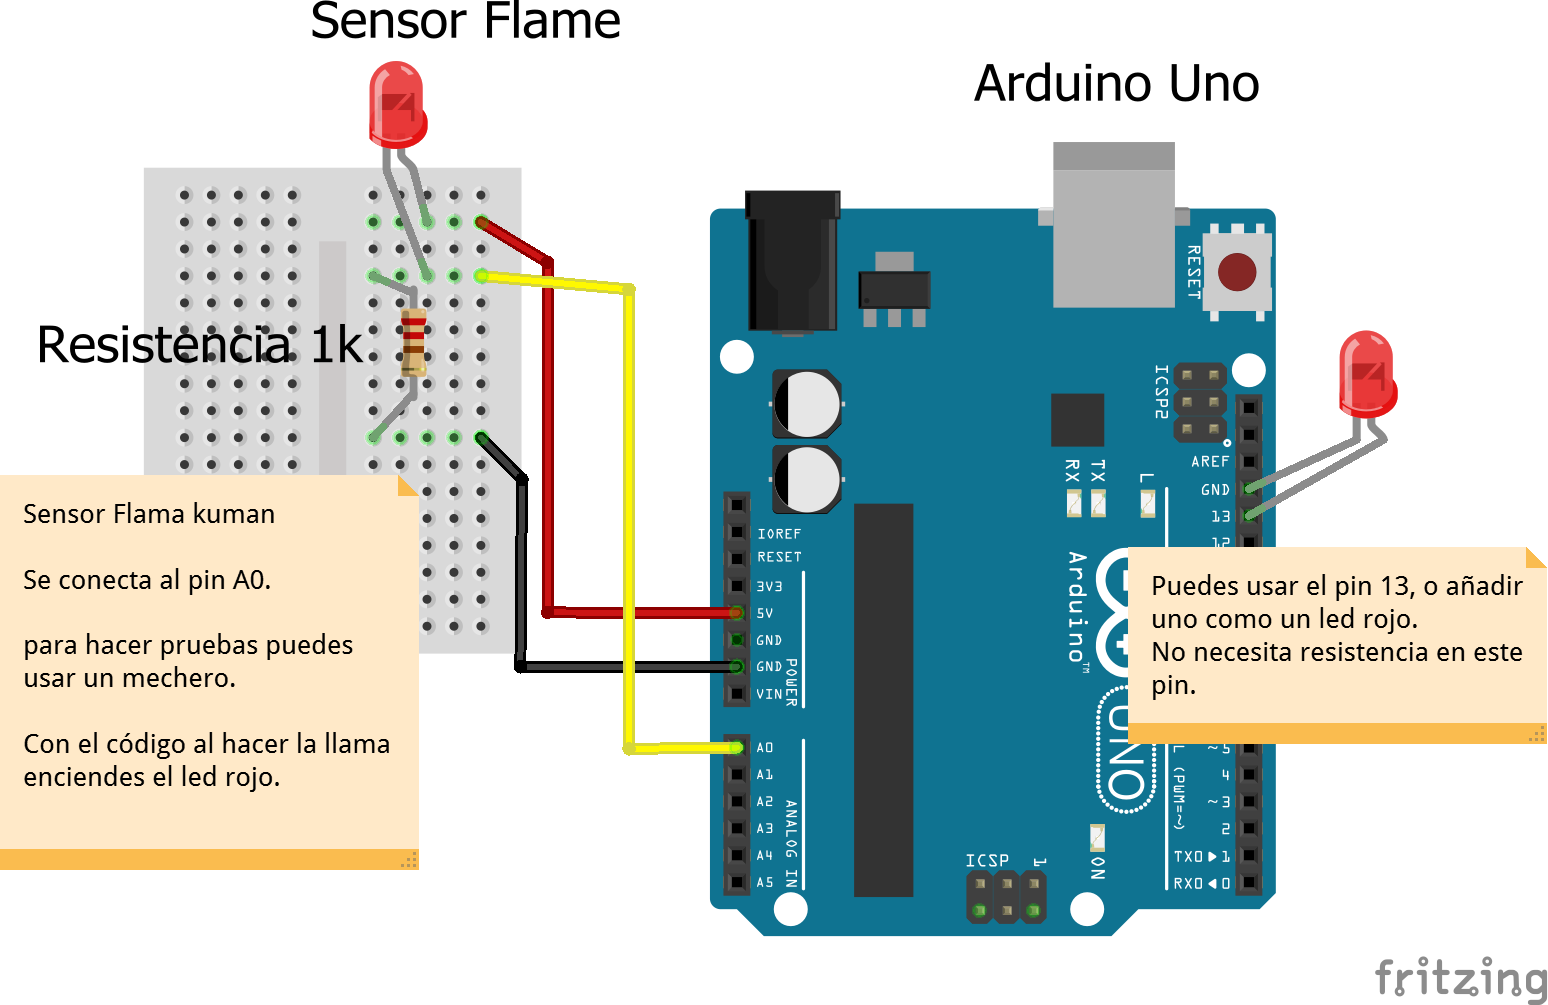 Sensor Flame
Arduino Uno
Resistencia 1k
RESET
ICSP2
AREF
GND
13
12
RX
TX
L
IOREF
RESET
3V3
5V
GND
GND
VIN
POWER
A0
A1
A2
A3
A4
A5
ANALOG IN
Arduino™
UNO
Sensor Flama kuman
Se conecta al pin A0.
para hacer pruebas puedes
usar un mechero.
Con el código al hacer la llama
enciendes el led rojo.
Puedes usar el pin 13, o añadir
uno como un led rojo.
No necesita resistencia en este
pin.
L (PWM=~)
~5
4
~3
2
TX0▶1
RX0◀0
ICSP
1
ON
fritzing